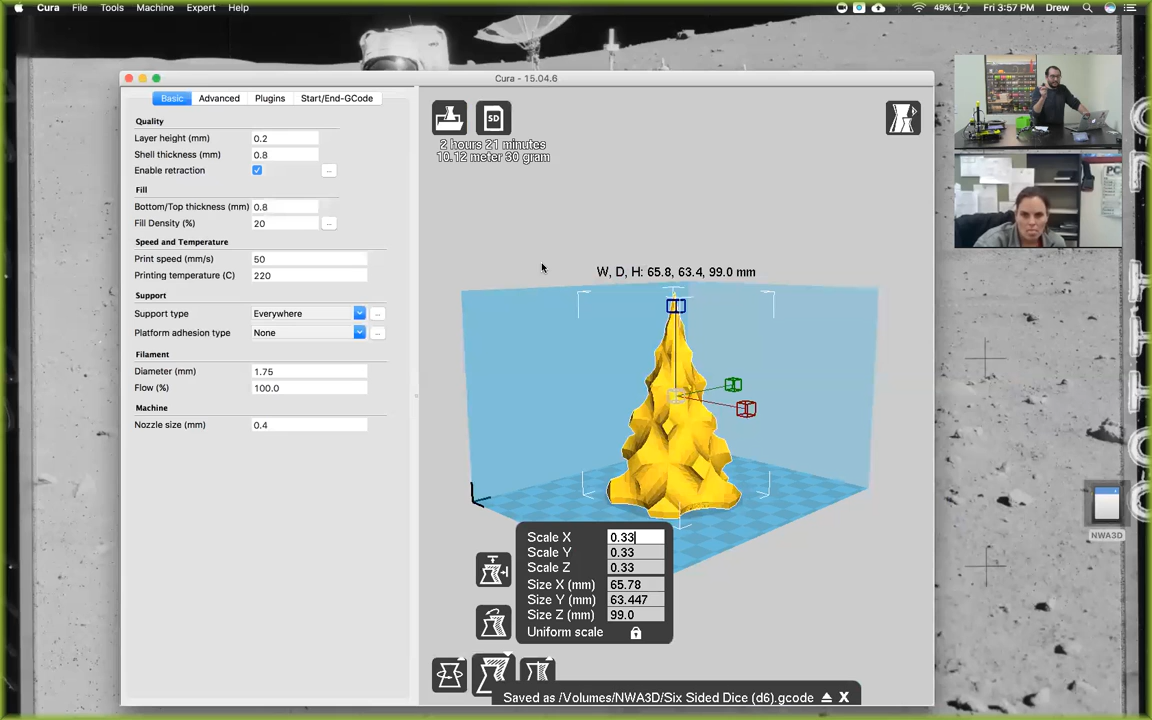 Cura File Tools Machine Expert Help
49% Fri 3:57 PM Drew
Cura - 15.04.6
Basic Advanced Plugins Start/End-GCode
Quality
Layer height (mm) 0.2
Shell thickness (mm) 0.8
Enable retraction ...
Fill
Bottom/Top thickness (mm) 0.8
Fill Density (%) 20 ...
Speed and Temperature
Print speed (mm/s) 50
Printing temperature (C) 220
Support
Support type Everywhere ...
Platform adhesion type None ...
Filament
Diameter (mm) 1.75
Flow (%) 100.0
Machine
Nozzle size (mm) 0.4
SD
2 hours 21 minutes
10.12 meter 30 gram
W, D, H: 65.8, 63.4, 99.0 mm
Scale X 0.33
Scale Y 0.33
Scale Z 0.33
Size X (mm) 65.78
Size Y (mm) 63.447
Size Z (mm) 99.0
Uniform scale
Saved as /Volumes/NWA3D/Six Sided Dice (d6).gcode X
PC
NWA3D